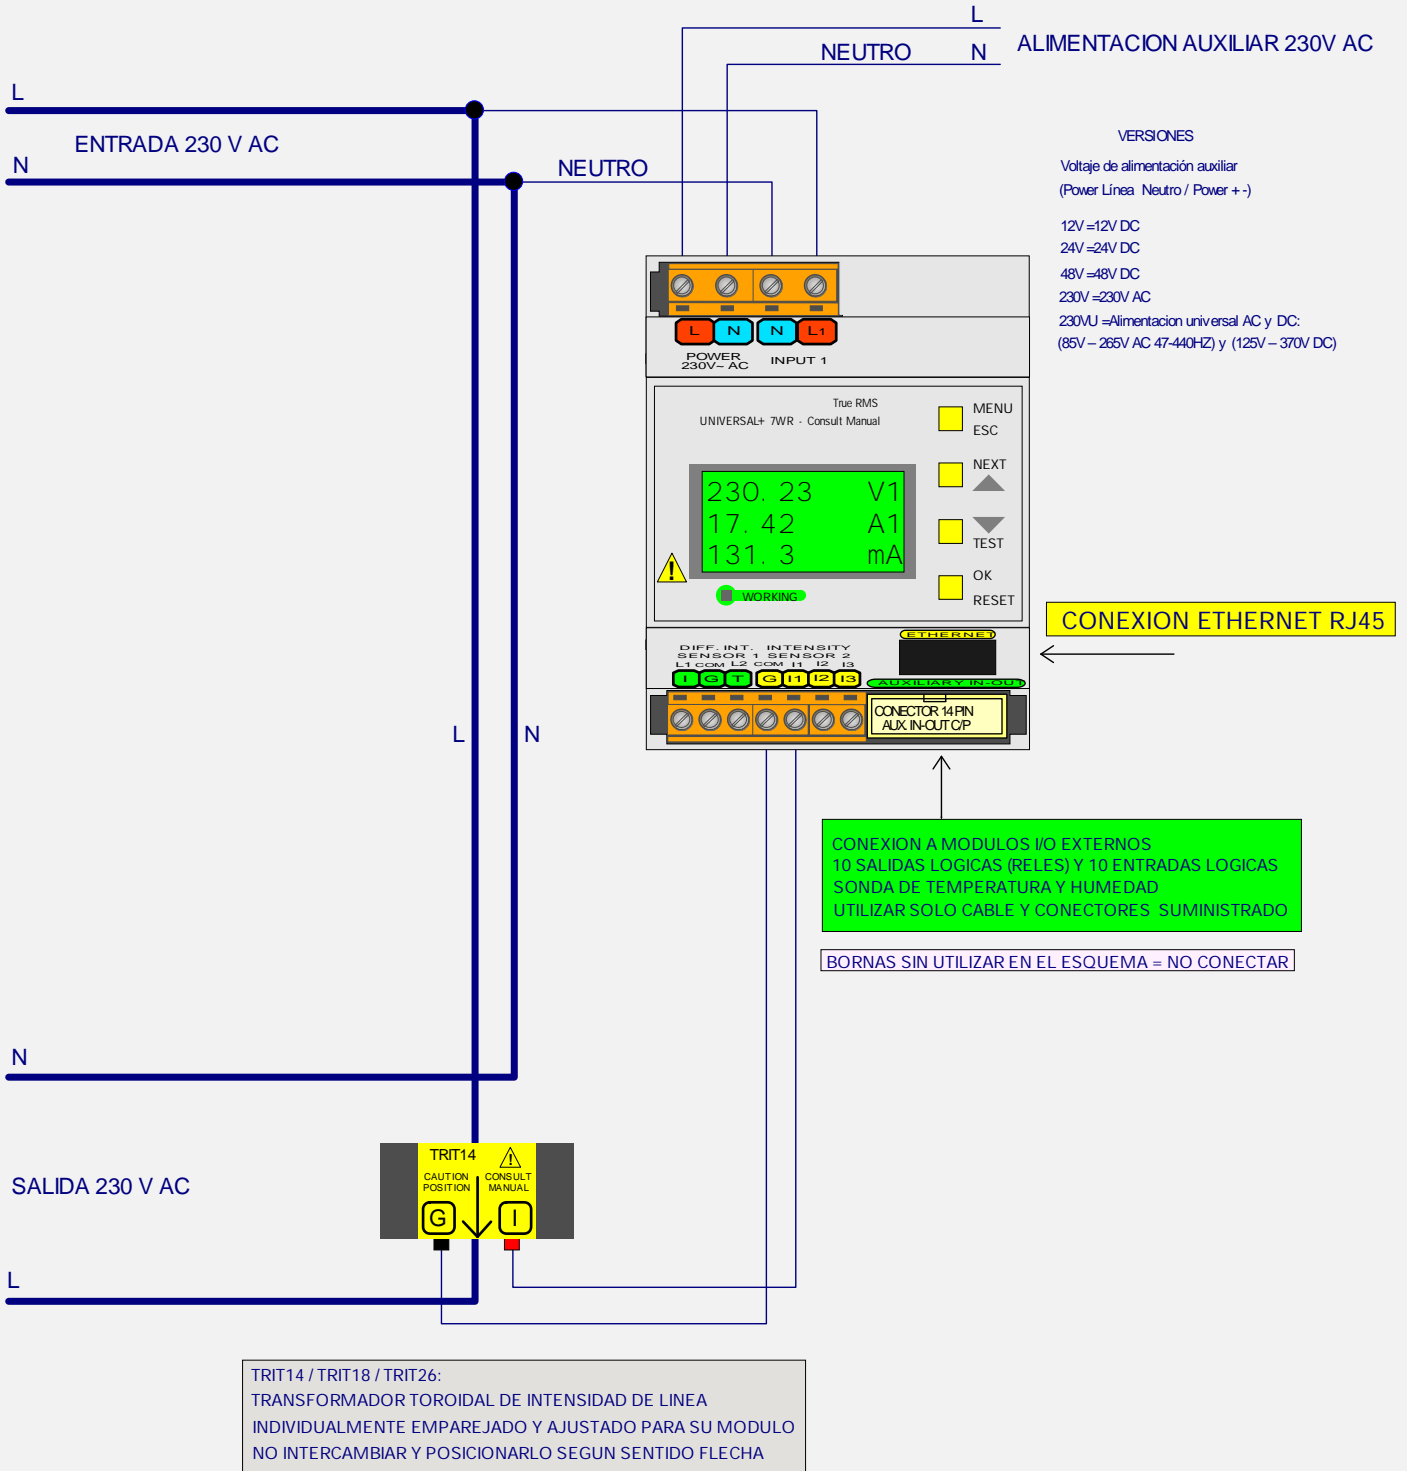 L
NEUTRO N
ALIMENTACION AUXILIAR 230V AC
L
ENTRADA 230 V AC
N
NEUTRO
VERSIONES
Voltaje de alimentación auxiliar
(Power Línea Neutro / Power + -)
12V =12V DC
24V =24V DC
48V =48V DC
230V =230V AC
230VU =Alimentacion universal AC y DC:
(85V – 265V AC 47-440HZ) y (125V – 370V DC)
L N N L1
POWER
230V~ AC
INPUT 1
True RMS
UNIVERSAL+ 7WR - Consult Manual
MENU
ESC
NEXT
TEST
OK
RESET
230. 23 V1
17. 42 A1
131. 3 mA
WORKING
CONEXION ETHERNET RJ45
ETHERNET
DIFF. INT. INTENSITY
SENSOR 1 SENSOR 2
L1 COM L2 COM I1 I2 I3
I G T G I1 I2 I3
AUXILIARY IN-OUT
CONECTOR 14 PIN
AUX. IN-OUT C/P
L N
CONEXION A MODULOS I/O EXTERNOS
10 SALIDAS LOGICAS (RELES) Y 10 ENTRADAS LOGICAS
SONDA DE TEMPERATURA Y HUMEDAD
UTILIZAR SOLO CABLE Y CONECTORES SUMINISTRADO
BORNAS SIN UTILIZAR EN EL ESQUEMA = NO CONECTAR
N
TRIT14
CAUTION
POSITION
CONSULT
MANUAL
G I
SALIDA 230 V AC
L
TRIT14 / TRIT18 / TRIT26:
TRANSFORMADOR TOROIDAL DE INTENSIDAD DE LINEA
INDIVIDUALMENTE EMPAREJADO Y AJUSTADO PARA SU MODULO
NO INTERCAMBIAR Y POSICIONARLO SEGUN SENTIDO FLECHA